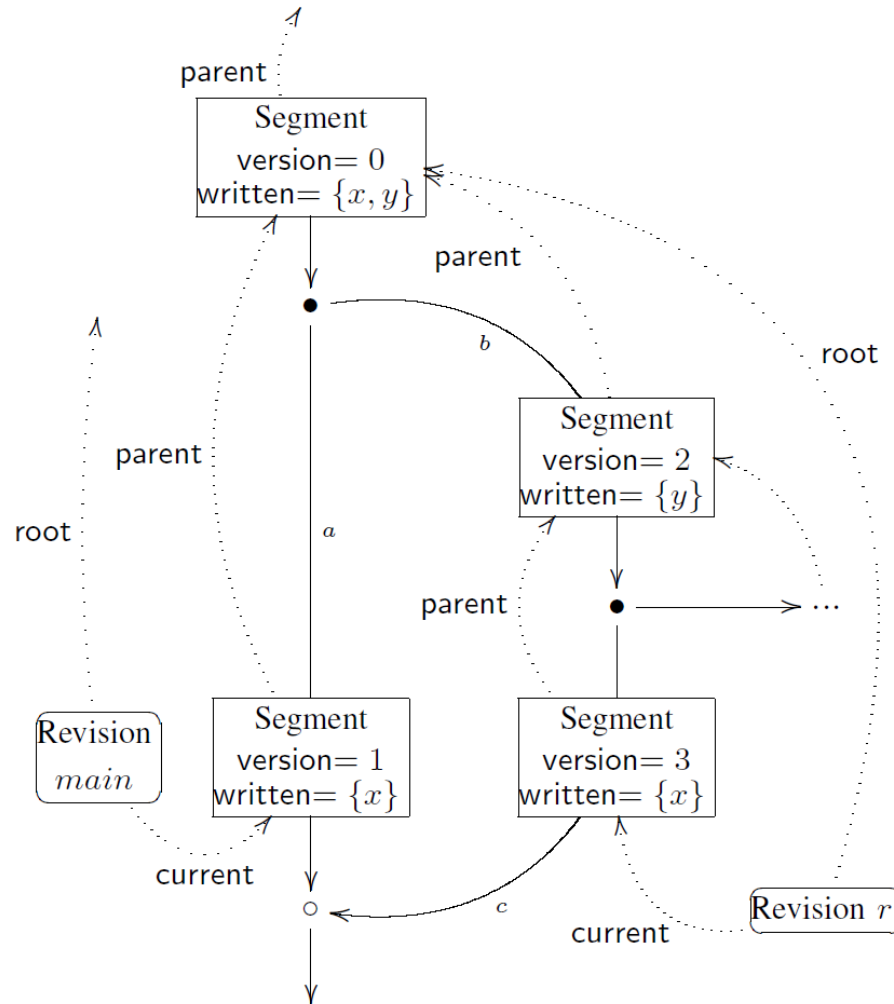 parent
Segment
version= 0
written= {x, y}
parent
b
root
parent
Segment
version= 2
written= {y}
root
a
parent
...
Revision
main
Segment
version= 1
written= {x}
Segment
version= 3
written= {x}
current
c
Revision r
current